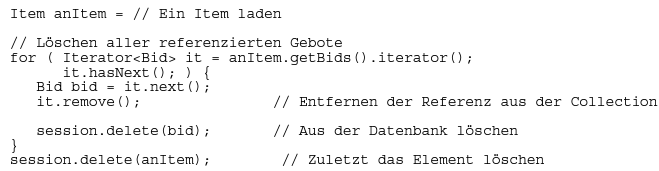 Item anItem = // Ein Item laden
// Löschen aller referenzierten Gebote
for ( Iterator<Bid> it = anItem.getBids().iterator();
it.hasNext(); ) {
Bid bid = it.next();
it.remove(); // Entfernen der Referenz aus der Collection
session.delete(bid); // Aus der Datenbank löschen
}
session.delete(anItem); // Zuletzt das Element löschen